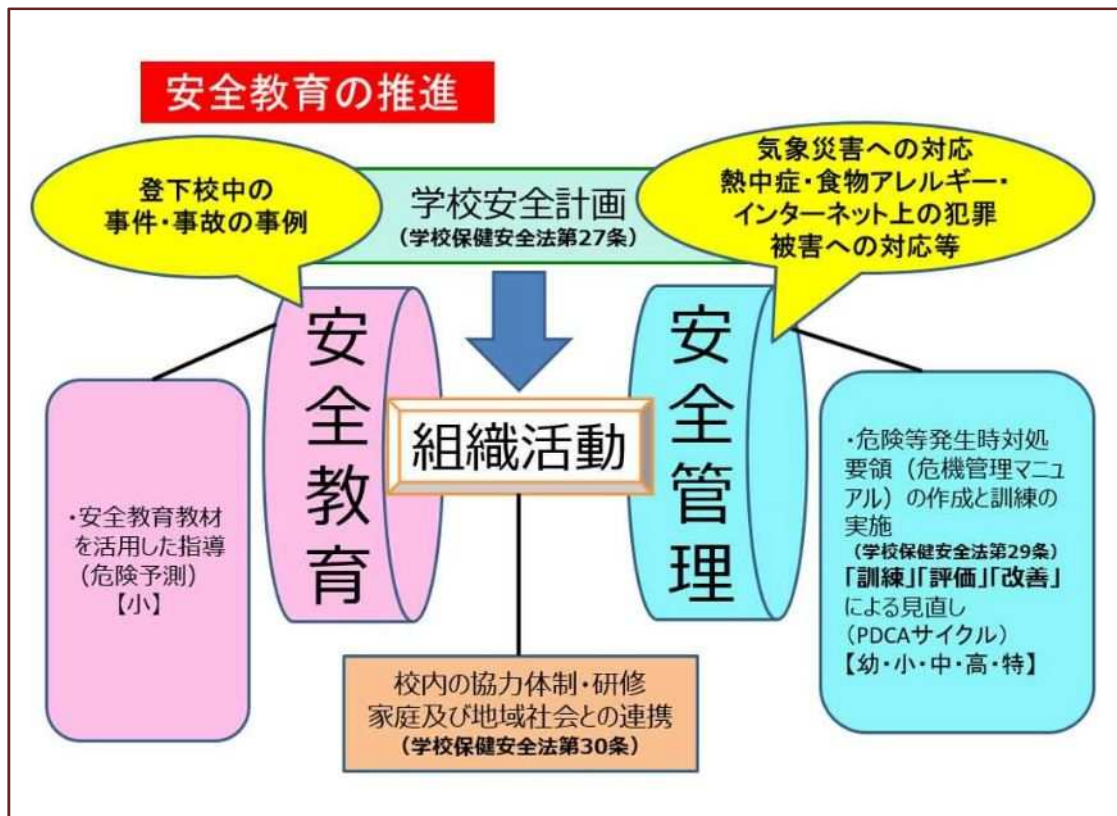 安全教育の推進
登下校中の
事件・事故の事例
学校安全計画
(学校保健安全法第27条)
気象災害への対応
熱中症・食物アレルギー・
インターネット上の犯罪
被害への対応等
安全教育
組織活動
安全管理
・安全教育教材
を活用した指導
(危険予測)
【小】
・危険等発生時対処
要領（危機管理マニュ
アル）の作成と訓練の
実施
(学校保健安全法第29条)
「訓練」「評価」「改善」
による見直し
（PDCAサイクル）
【幼・小・中・高・特】
校内の協力体制・研修
家庭及び地域社会との連携
(学校保健安全法第30条)